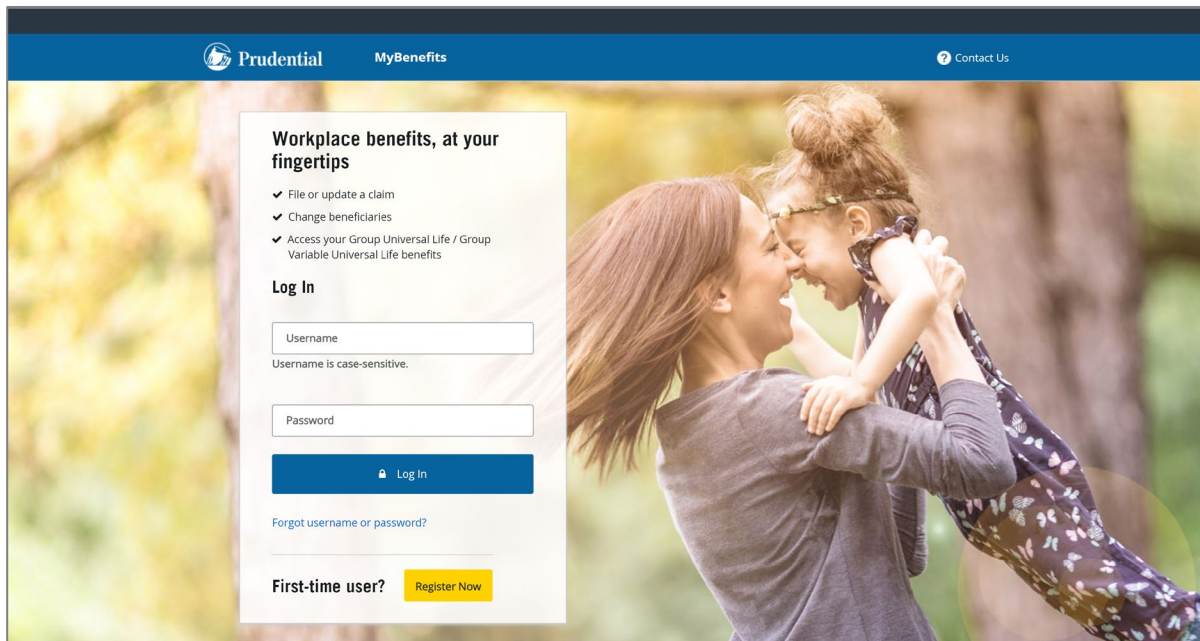 Prudential
MyBenefits
? Contact Us
Workplace benefits, at your
fingertips
File or update a claim
Change beneficiaries
Access your Group Universal Life / Group
Variable Universal Life benefits
Log In
Username
Username is case-sensitive.
Password
Log In
Forgot username or password?
First-time user?
Register Now